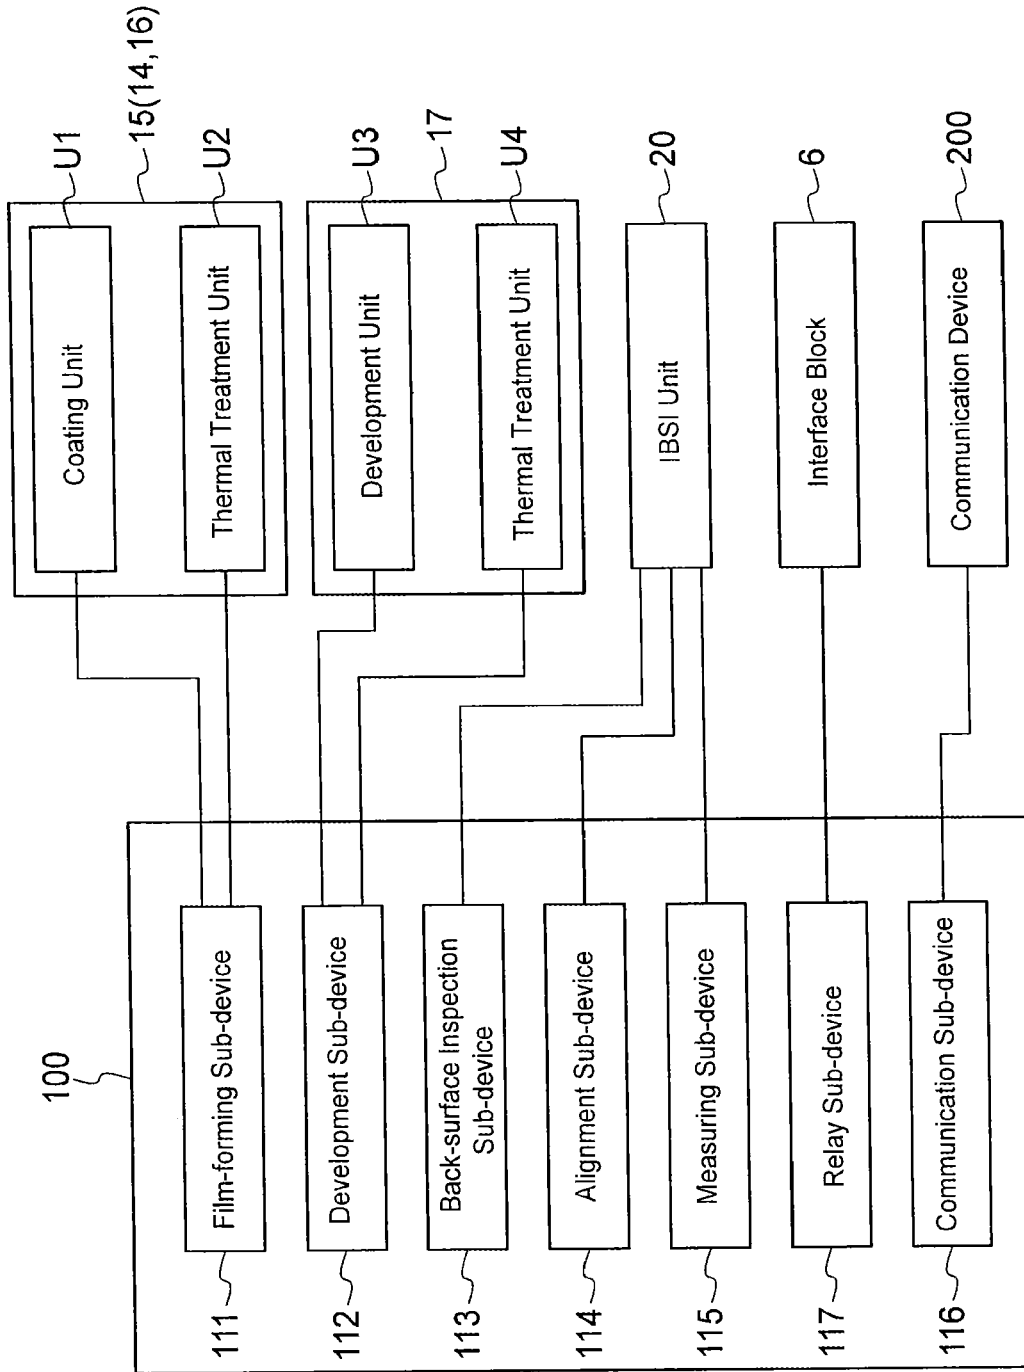 100
111
Film-forming Sub-device
112
Development Sub-device
113
Back-surface Inspection
Sub-device
114
Alignment Sub-device
115
Measuring Sub-device
117
Relay Sub-device
116
Communication Sub-device
15(14,16)
Coating Unit
U1
Thermal Treatment Unit
U2
17
Development Unit
U3
Thermal Treatment Unit
U4
IBSI Unit
20
Interface Block
6
Communication Device
200